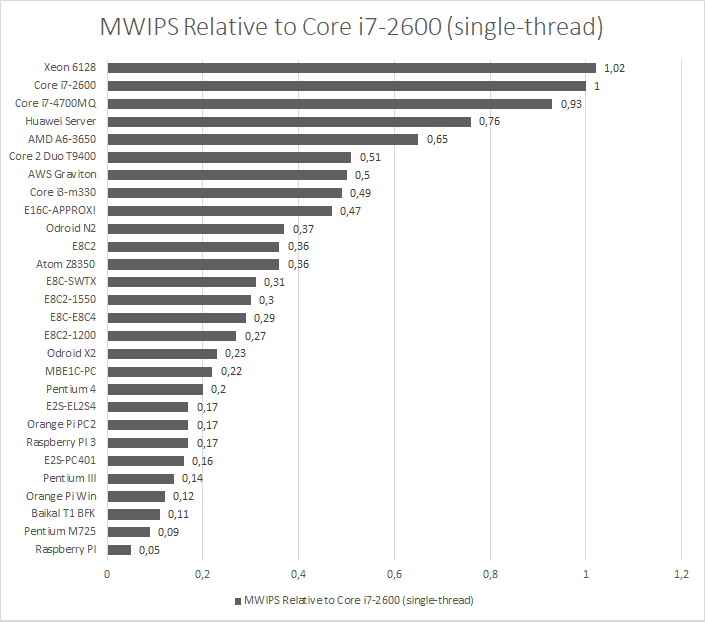 MWIPS Relative to Core i7-2600 (single-thread)
Xeon 6128 1,02
Core i7-2600 1
Core i7-4700MQ 0,93
Huawei Server 0,76
AMD A6-3650 0,65
Core 2 Duo T9400 0,51
AWS Graviton 0,5
Core i3-m330 0,49
E16C-APPROX! 0,47
Odroid N2 0,37
E8C2 0,36
Atom Z8350 0,36
E8C-SWTX 0,31
E8C2-1550 0,3
E8C-E8C4 0,29
E8C2-1200 0,27
Odroid X2 0,23
MBE1C-PC 0,22
Pentium 4 0,2
E2S-EL2S4 0,17
Orange Pi PC2 0,17
Raspberry PI 3 0,17
E2S-PC401 0,16
Pentium III 0,14
Orange Pi Win 0,12
Baikal T1 BFK 0,11
Pentium M725 0,09
Raspberry PI 0,05
0 0,2 0,4 0,6 0,8 1 1,2
MWIPS Relative to Core i7-2600 (single-thread)